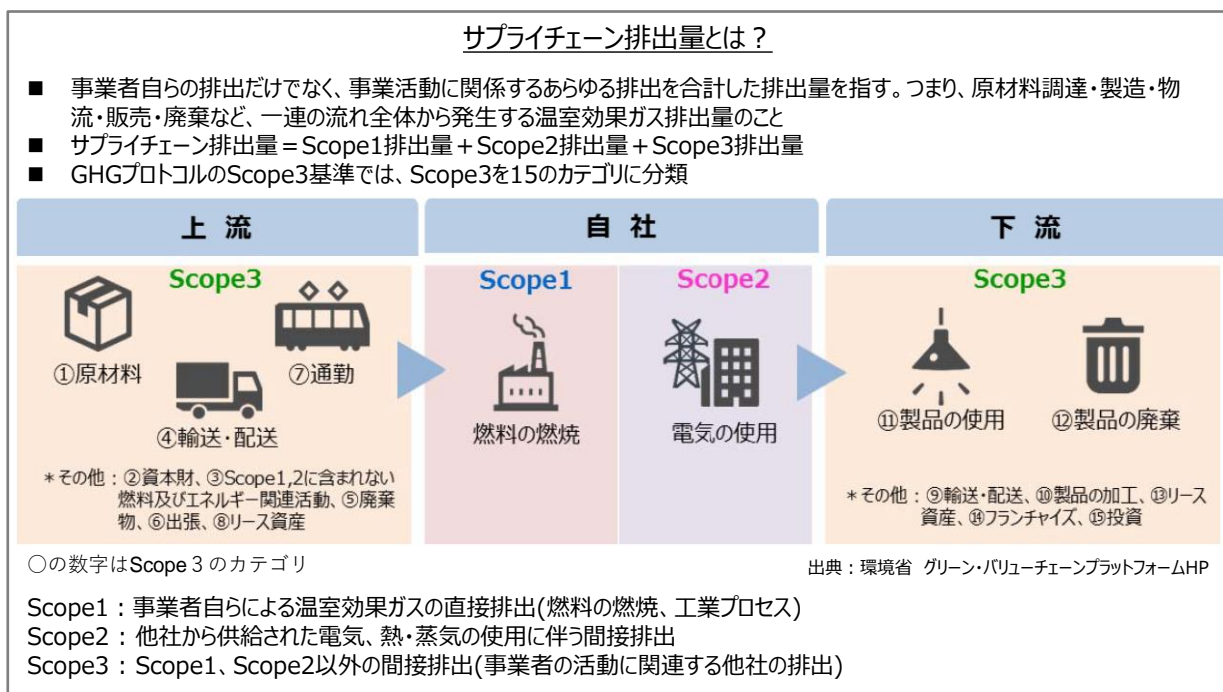 サプライチェーン排出量とは？
■ 事業者自らの排出だけでなく、事業活動に関係するあらゆる排出を合計した排出量を指す。つまり、原材料調達・製造・物
流・販売・廃棄など、一連の流れ全体から発生する温室効果ガス排出量のこと
■ サプライチェーン排出量＝Scope1排出量＋Scope2排出量＋Scope3排出量
■ GHGプロトコルのScope3基準では、Scope3を15のカテゴリに分類
上 流
自 社
下 流
Scope3
①原材料
⑦通勤
④輸送・配送
＊その他：②資本財、③Scope1,2に含まれない
燃料及びエネルギー関連活動、⑤廃棄
物、⑥出張、⑧リース資産
Scope1
燃料の燃焼
Scope2
電気の使用
Scope3
⑪製品の使用
⑫製品の廃棄
＊その他：⑨輸送・配送、⑩製品の加工、⑬リース
資産、⑭フランチャイズ、⑮投資
○の数字はScope３のカテゴリ
出典：環境省 グリーン・バリューチェーンプラットフォームHP
Scope1：事業者自らによる温室効果ガスの直接排出(燃料の燃焼、工業プロセス)
Scope2：他社から供給された電気、熱・蒸気の使用に伴う間接排出
Scope3：Scope1、Scope2以外の間接排出(事業者の活動に関連する他社の排出)